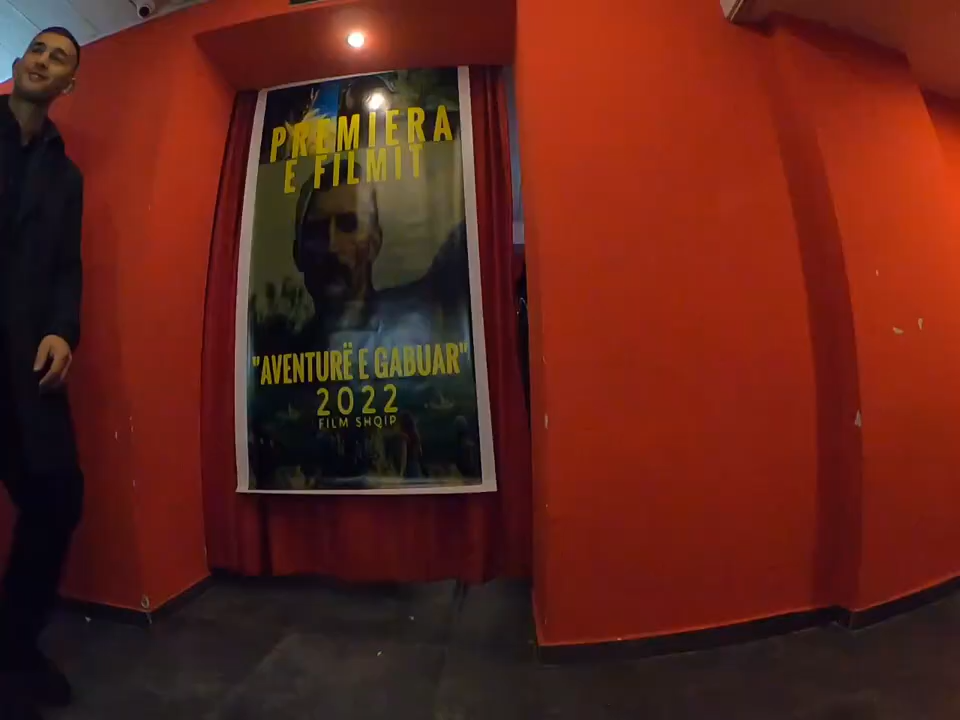 PREMIERA
E FILMIT
"AVENTURË E GABUAR"
2022
FILM SHQIP